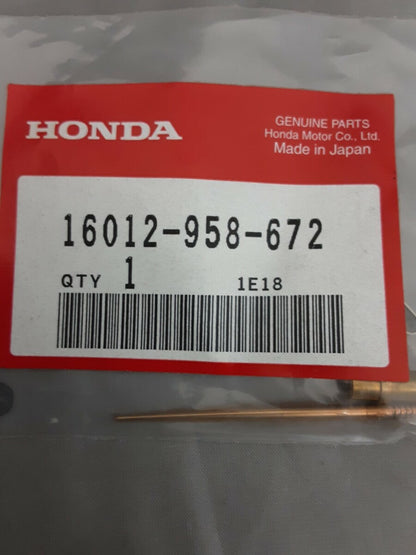 HONDA
GENUINE PARTS
Honda Motor Co., Ltd.
Made in Japan
16012-958-672
QTY 1 1E18